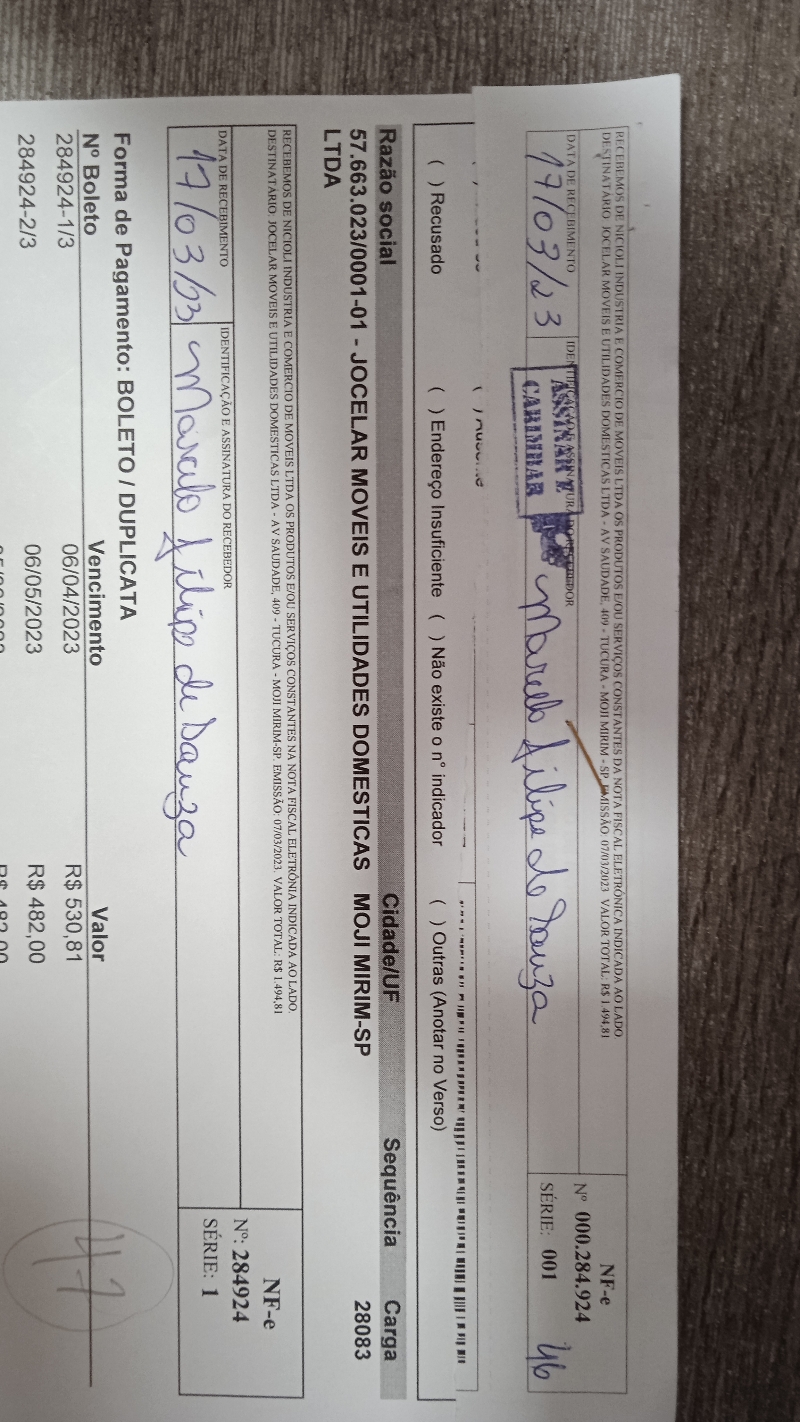 RECEBEMOS DE NICIOLI INDUSTRIA E COMERCIO DE MOVEIS LTDA OS PRODUTOS E/OU SERVIÇOS CONSTANTES DA NOTA FISCAL ELETRÔNICA INDICADA AO LADO
DESTINATÁRIO: JOCELAR MOVEIS E UTILIDADES DOMESTICAS LTDA - AV SAUDADE, 409 - TUCURA - MOJI MIRIM - SP. EMISSÃO: 07/03/2023 VALOR TOTAL: R$ 1.494,81
NF-e
Nº 000.284.924
SÉRIE: 001
46
DATA DE RECEBIMENTO
IDENTIFICAÇÃO E ASSINATURA DO RECEBEDOR
17/03/23
ASSINAR E
CARIMBAR
Marcelo Filipe de Souza
( ) Recusado ( ) Endereço Insuficiente ( ) Não existe o n° indicador ( ) Outras (Anotar no Verso)
Razão social Cidade/UF Sequência Carga
57.663.023/0001-01 - JOCELAR MOVEIS E UTILIDADES DOMESTICAS MOJI MIRIM-SP 28083
LTDA
RECEBEMOS DE NICIOLI INDUSTRIA E COMERCIO DE MOVEIS LTDA OS PRODUTOS E/OU SERVIÇOS CONSTANTES NA NOTA FISCAL ELETRÔNIA INDICADA AO LADO.
DESTINATÁRIO: JOCELAR MOVEIS E UTILIDADES DOMESTICAS LTDA - AV SAUDADE, 409 - TUCURA - MOJI MIRIM-SP. EMISSÃO: 07/03/2023. VALOR TOTAL: R$ 1.494,81
NF-e
Nº: 284924
SÉRIE: 1
DATA DE RECEBIMENTO
IDENTIFICAÇÃO E ASSINATURA DO RECEBEDOR
17/03/23
Marcelo Filipe de Souza
Forma de Pagamento: BOLETO / DUPLICATA
Nº Boleto Vencimento Valor
284924-1/3 06/04/2023 R$ 530,81
284924-2/3 06/05/2023 R$ 482,00
47